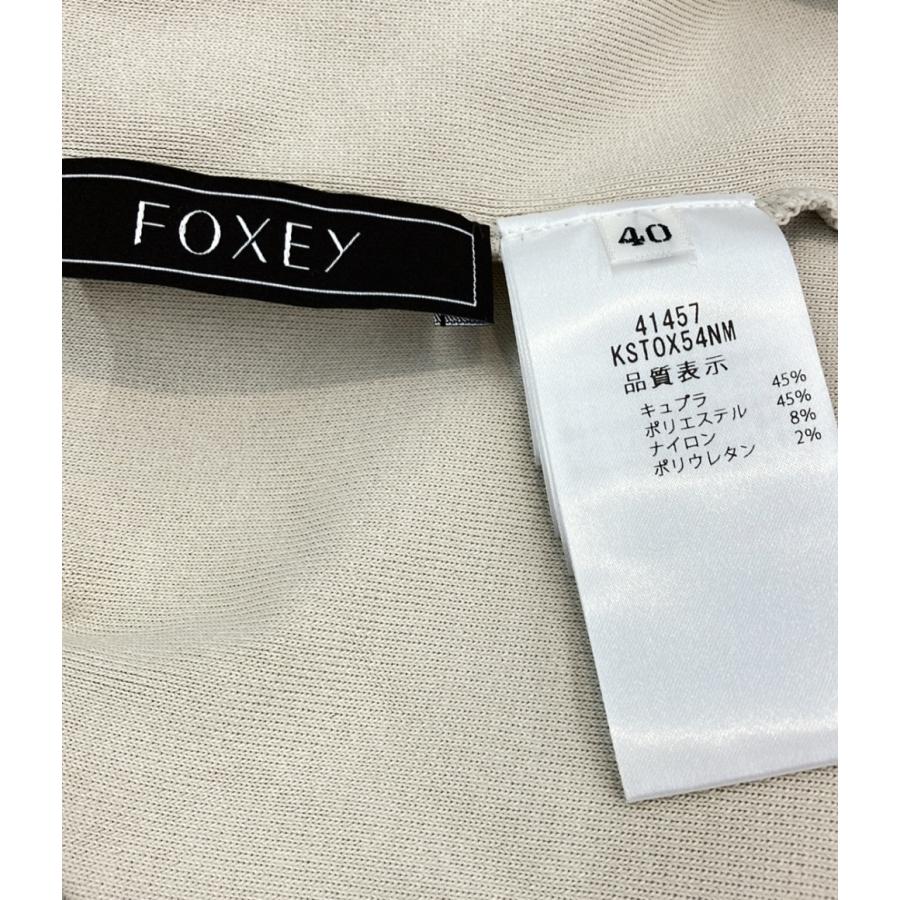 FOXEY
40
41457
KSTOX54NM
品質表示
キュプラ 45%
ポリエステル 45%
ナイロン 8%
ポリウレタン 2%